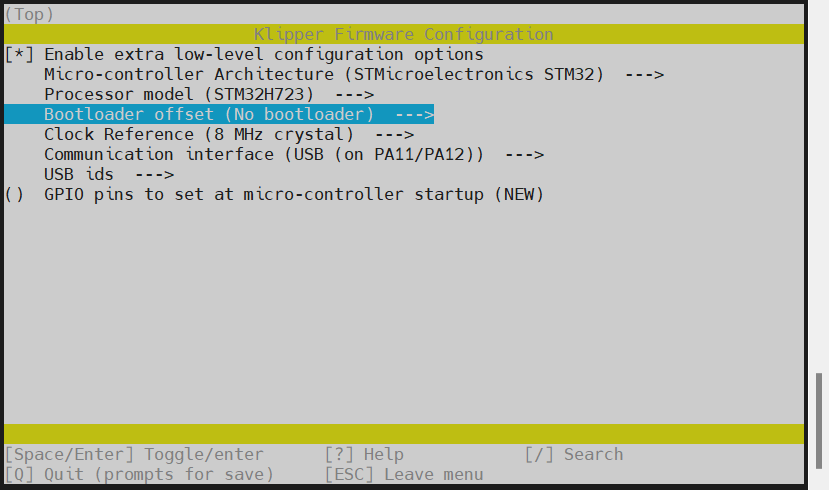 (Top)
Klipper Firmware Configuration
[*] Enable extra low-level configuration options
Micro-controller Architecture (STMicroelectronics STM32) --->
Processor model (STM32H723) --->
Bootloader offset (No bootloader) --->
Clock Reference (8 MHz crystal) --->
Communication interface (USB (on PA11/PA12)) --->
USB ids --->
() GPIO pins to set at micro-controller startup (NEW)
[Space/Enter] Toggle/enter [?] Help [/] Search
[Q] Quit (prompts for save) [ESC] Leave menu